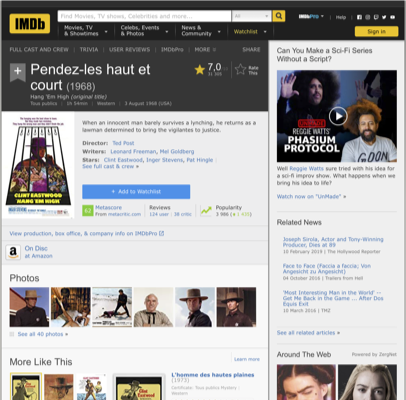 IMDb
Find Movies, TV shows, Celebrities and more...
All
IMDbPro
Help
Movies, TV
& Showtimes
Celebs, Events
& Photos
News &
Community
Watchlist
Sign in
FULL CAST AND CREW | TRIVIA | USER REVIEWS | IMDbPro | MORE
SHARE
Pendez-les haut et
court (1968)
7,0
Rate
This
Hang 'Em High (original title)
Tous publics | 1h 54min | Western | 3 August 1968 (USA)
CLINT
EASTWOOD
HANG 'EM HIGH
When an innocent man barely survives a lynching, he returns as a
lawman determined to bring the vigilantes to justice.
Director: Ted Post
Writers: Leonard Freeman, Mel Goldberg
Stars: Clint Eastwood, Inger Stevens, Pat Hingle |
See full cast & crew »
+ Add to Watchlist
Metascore
From metacritic.com
Reviews
124 user | 38 critic
Popularity
View production, box office, & company info on IMDbPro
On Disc
at Amazon
Photos
See all 40 photos »
More Like This
Learn more
L'homme des hautes plaines
(1973)
Can You Make a Sci-Fi Series
Without a Script?
REGGIE WATTS'
PHASIUM
PROTOCOL
Well Reggie Watts sure tried with his idea for
a sci-fi improv show. What happens when we
bring his idea to life?
Watch now on "UnMade" »
Related News
Joseph Sirola, Actor and Tony-Winning
Producer, Dies at 89
10 February 2019 | The Hollywood Reporter
Face to Face (Faccia a faccia; Von
Angesicht zu Angesicht)
04 October 2016 | Trailers from Hell
'Most Interesting Man in the World' —
Get Me Back in the Game ... After Dos
Equis Exit
10 March 2016 | TMZ
See all related articles »
Around The Web
Powered by ZergNet